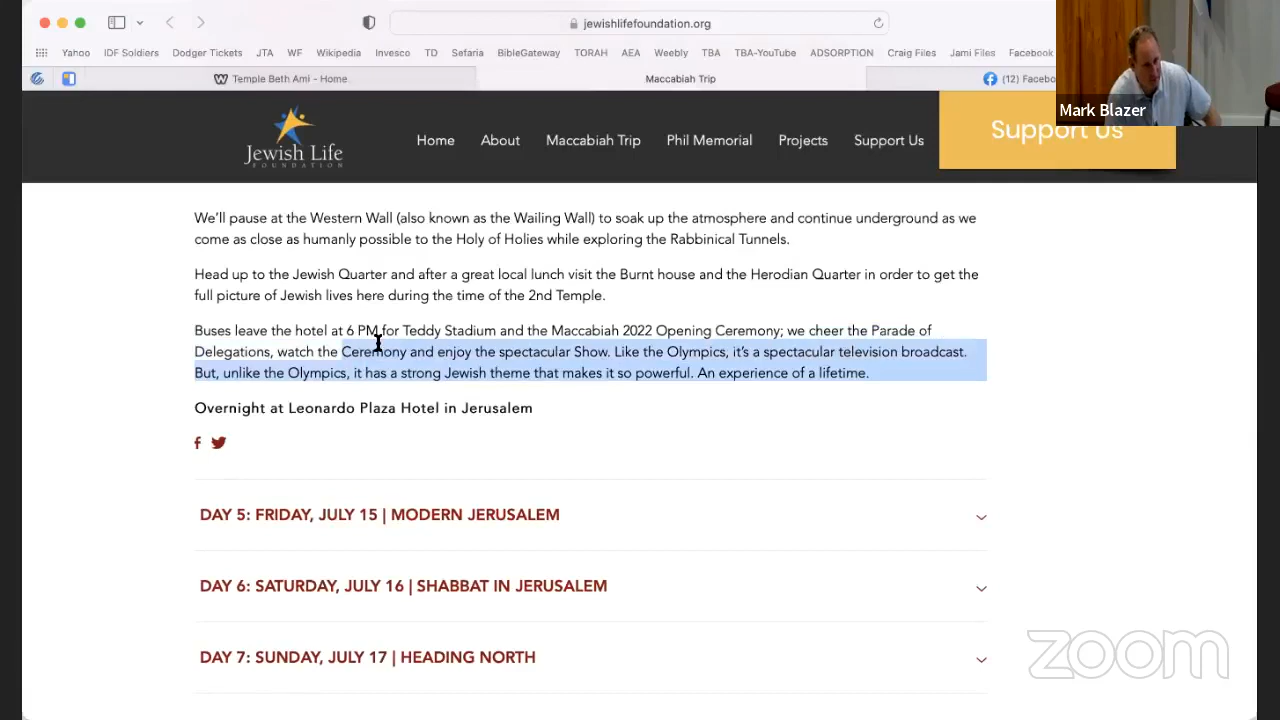 jewishlifefoundation.org
Yahoo IDF Soldiers Dodger Tickets JTA WF Wikipedia Invesco TD Sefaria BibleGateway TORAH AEA Weebly TBA TBA-YouTube ADSORPTION Craig Files Jami Files Facebook
Temple Beth Ami - Home Maccabiah Trip (12) Facebo
Mark Blazer
Jewish Life
FOUNDATION
Home About Maccabiah Trip Phil Memorial Projects Support Us
Support Us
We'll pause at the Western Wall (also known as the Wailing Wall) to soak up the atmosphere and continue underground as we
come as close as humanly possible to the Holy of Holies while exploring the Rabbinical Tunnels.
Head up to the Jewish Quarter and after a great local lunch visit the Burnt house and the Herodian Quarter in order to get the
full picture of Jewish lives here during the time of the 2nd Temple.
Buses leave the hotel at 6 PM for Teddy Stadium and the Maccabiah 2022 Opening Ceremony; we cheer the Parade of
Delegations, watch the Ceremony and enjoy the spectacular Show. Like the Olympics, it's a spectacular television broadcast.
But, unlike the Olympics, it has a strong Jewish theme that makes it so powerful. An experience of a lifetime.
Overnight at Leonardo Plaza Hotel in Jerusalem
DAY 5: FRIDAY, JULY 15 | MODERN JERUSALEM
DAY 6: SATURDAY, JULY 16 | SHABBAT IN JERUSALEM
DAY 7: SUNDAY, JULY 17 | HEADING NORTH
zoom